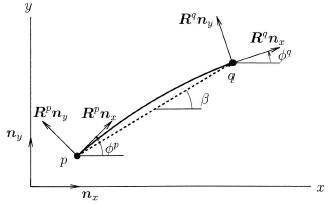 y
R^q n_y
R^q n_x
ϕ^q
q
R^p n_y
R^p n_x
β
n_y
p
ϕ^p
n_x
x